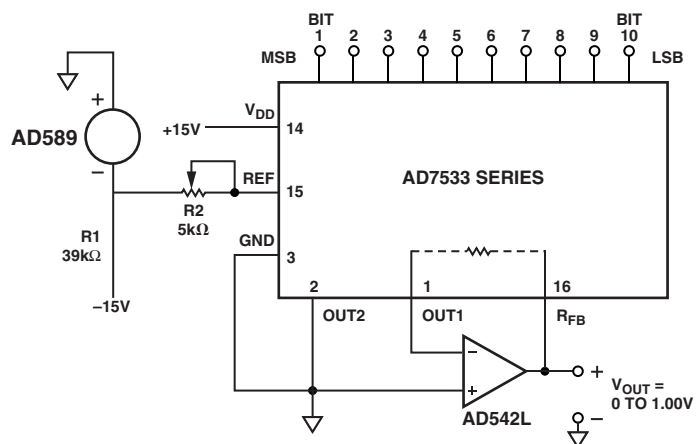 BIT
1 2 3 4 5 6 7 8 9
BIT
10
MSB
LSB
+
AD589
–
V_DD
+15V
14
AD7533 SERIES
REF
15
R2
5kΩ
R1
39kΩ
GND
3
–15V
2
1
16
OUT2
OUT1
R_FB
–
+
AD542L
+
V_OUT =
0 TO 1.00V
–